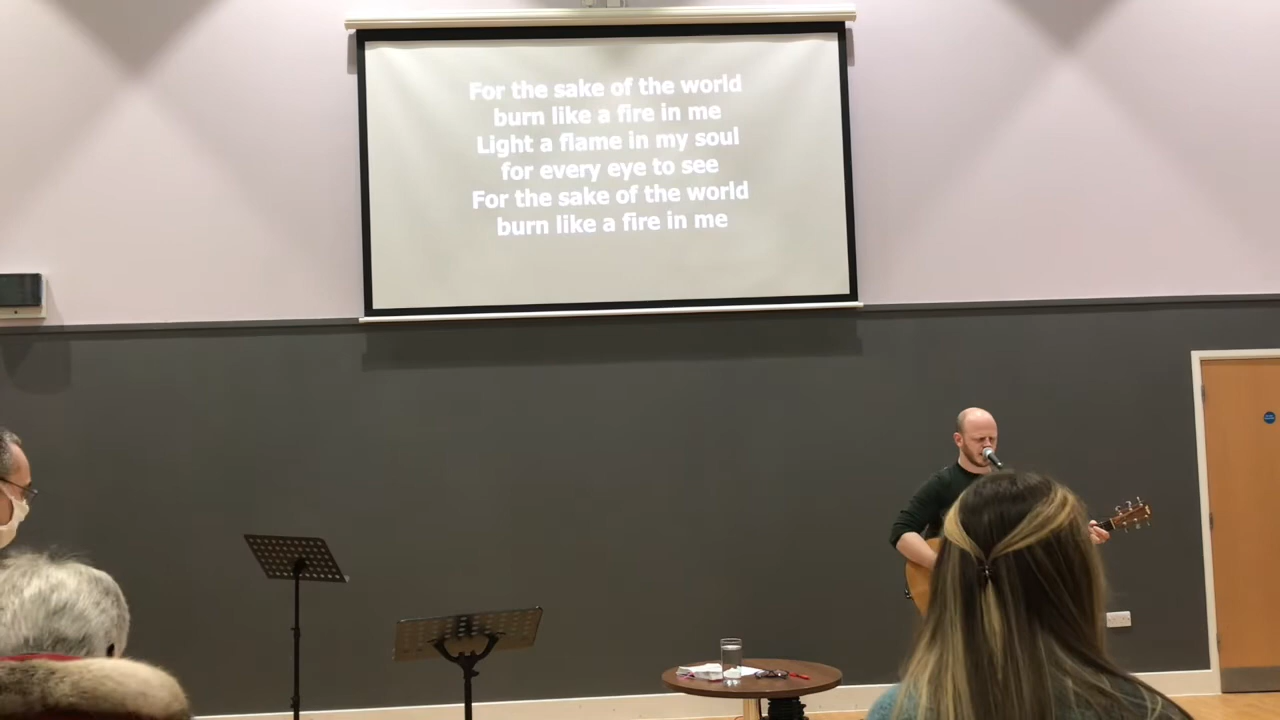 For the sake of the world
burn like a fire in me
Light a flame in my soul
for every eye to see
For the sake of the world
burn like a fire in me